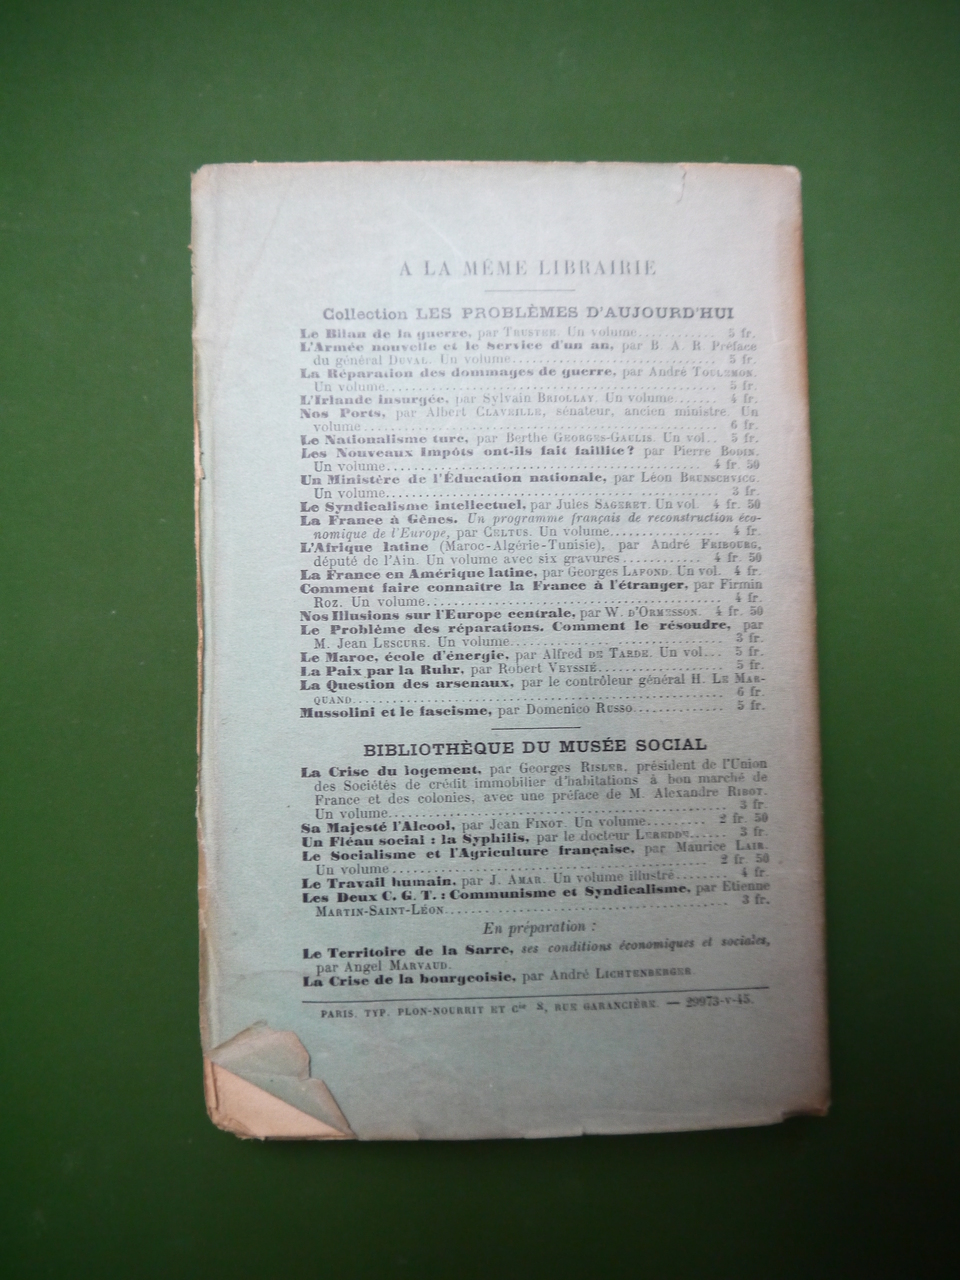 A LA MÊME LIBRAIRIE
Collection LES PROBLÈMES D'AUJOURD'HUI
Le Bilan de la guerre, par TRUSTEE. Un volume............ 5 fr.
L'Armée nouvelle et le Service d'un an, par B. A. R. Préface
du général DUVAL. Un volume.............................. 5 fr.
La Réparation des dommages de guerre, par André TOULEMON.
Un volume................................................ 5 fr.
L'Irlande insurgée, par Sylvain BRIOLLAY. Un volume....... 4 fr.
Nos Ports, par Albert CLAVEILLE, sénateur, ancien ministre. Un
volume................................................... 6 fr.
Le Nationalisme turc, par Berthe GEORGES-GAULIS. Un vol.. 5 fr.
Les Nouveaux Impôts ont-ils fait faillite? par Pierre BODIN.
Un volume............................................. 4 fr. 50
Un Ministère de l'Éducation nationale, par Léon BRUNSCHVICG.
Un volume................................................ 3 fr.
Le Syndicalisme intellectuel, par Jules SAGERET. Un vol. 4 fr. 50
La France à Gênes. Un programme français de reconstruction éco-
nomique de l'Europe, par CELTUS. Un volume............... 4 fr.
L'Afrique latine (Maroc-Algérie-Tunisie), par André FRIBOURG,
député de l'Ain. Un volume avec six gravures.......... 4 fr. 50
La France en Amérique latine, par Georges LAFOND. Un vol. 4 fr.
Comment faire connaitre la France à l'étranger, par Firmin
ROZ. Un volume........................................... 4 fr.
Nos Illusions sur l'Europe centrale, par W. D'ORMESSON. 4 fr. 50
Le Problème des réparations. Comment le résoudre, par
M. Jean LESCURE. Un volume............................... 3 fr.
Le Maroc, école d'énergie, par Alfred DE TARDE. Un vol... 5 fr.
La Paix par la Ruhr, par Robert VEYSSIÉ.................. 5 fr.
La Question des arsenaux, par le contrôleur général H. LE MAR-
QUAND.................................................... 6 fr.
Mussolini et le fascisme, par Domenico RUSSO............. 5 fr.
BIBLIOTHÈQUE DU MUSÉE SOCIAL
La Crise du logement, par Georges RISLER, président de l'Union
des Sociétés de crédit immobilier d'habitations à bon marché de
France et des colonies, avec une préface de M. Alexandre RIBOT.
Un volume................................................ 3 fr.
Sa Majesté l'Alcool, par Jean FINOT. Un volume......... 2 fr. 50
Un Fléau social : la Syphilis, par le docteur LEREDDE..... 3 fr.
Le Socialisme et l'Agriculture française, par Maurice LAIR.
Un volume............................................. 2 fr. 50
Le Travail humain, par J. AMAR. Un volume illustré....... 4 fr.
Les Deux C. G. T. : Communisme et Syndicalisme, par Etienne
MARTIN-SAINT-LÉON........................................ 3 fr.
En préparation :
Le Territoire de la Sarre, ses conditions économiques et sociales,
par Angel MARVAUD.
La Crise de la bourgeoisie, par André LICHTENBERGER.
PARIS. TYP. PLON-NOURRIT ET Cie 8, RUE GARANCIÈRE. — 29973-V-45.